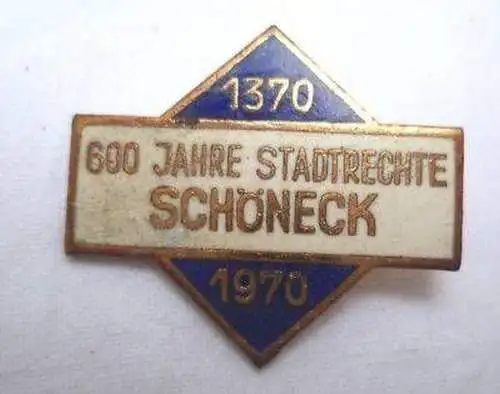 1370
600 JAHRE STADTRECHTE
SCHÖNECK
1970